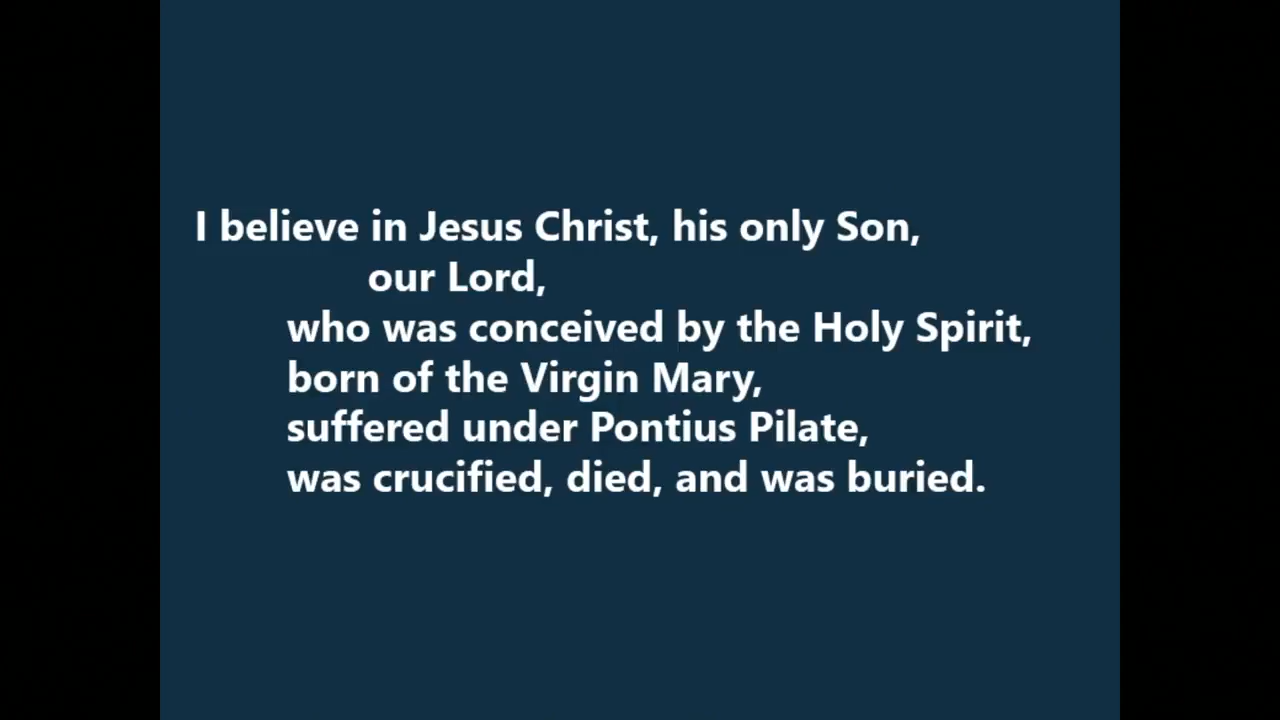 I believe in Jesus Christ, his only Son,
our Lord,
who was conceived by the Holy Spirit,
born of the Virgin Mary,
suffered under Pontius Pilate,
was crucified, died, and was buried.